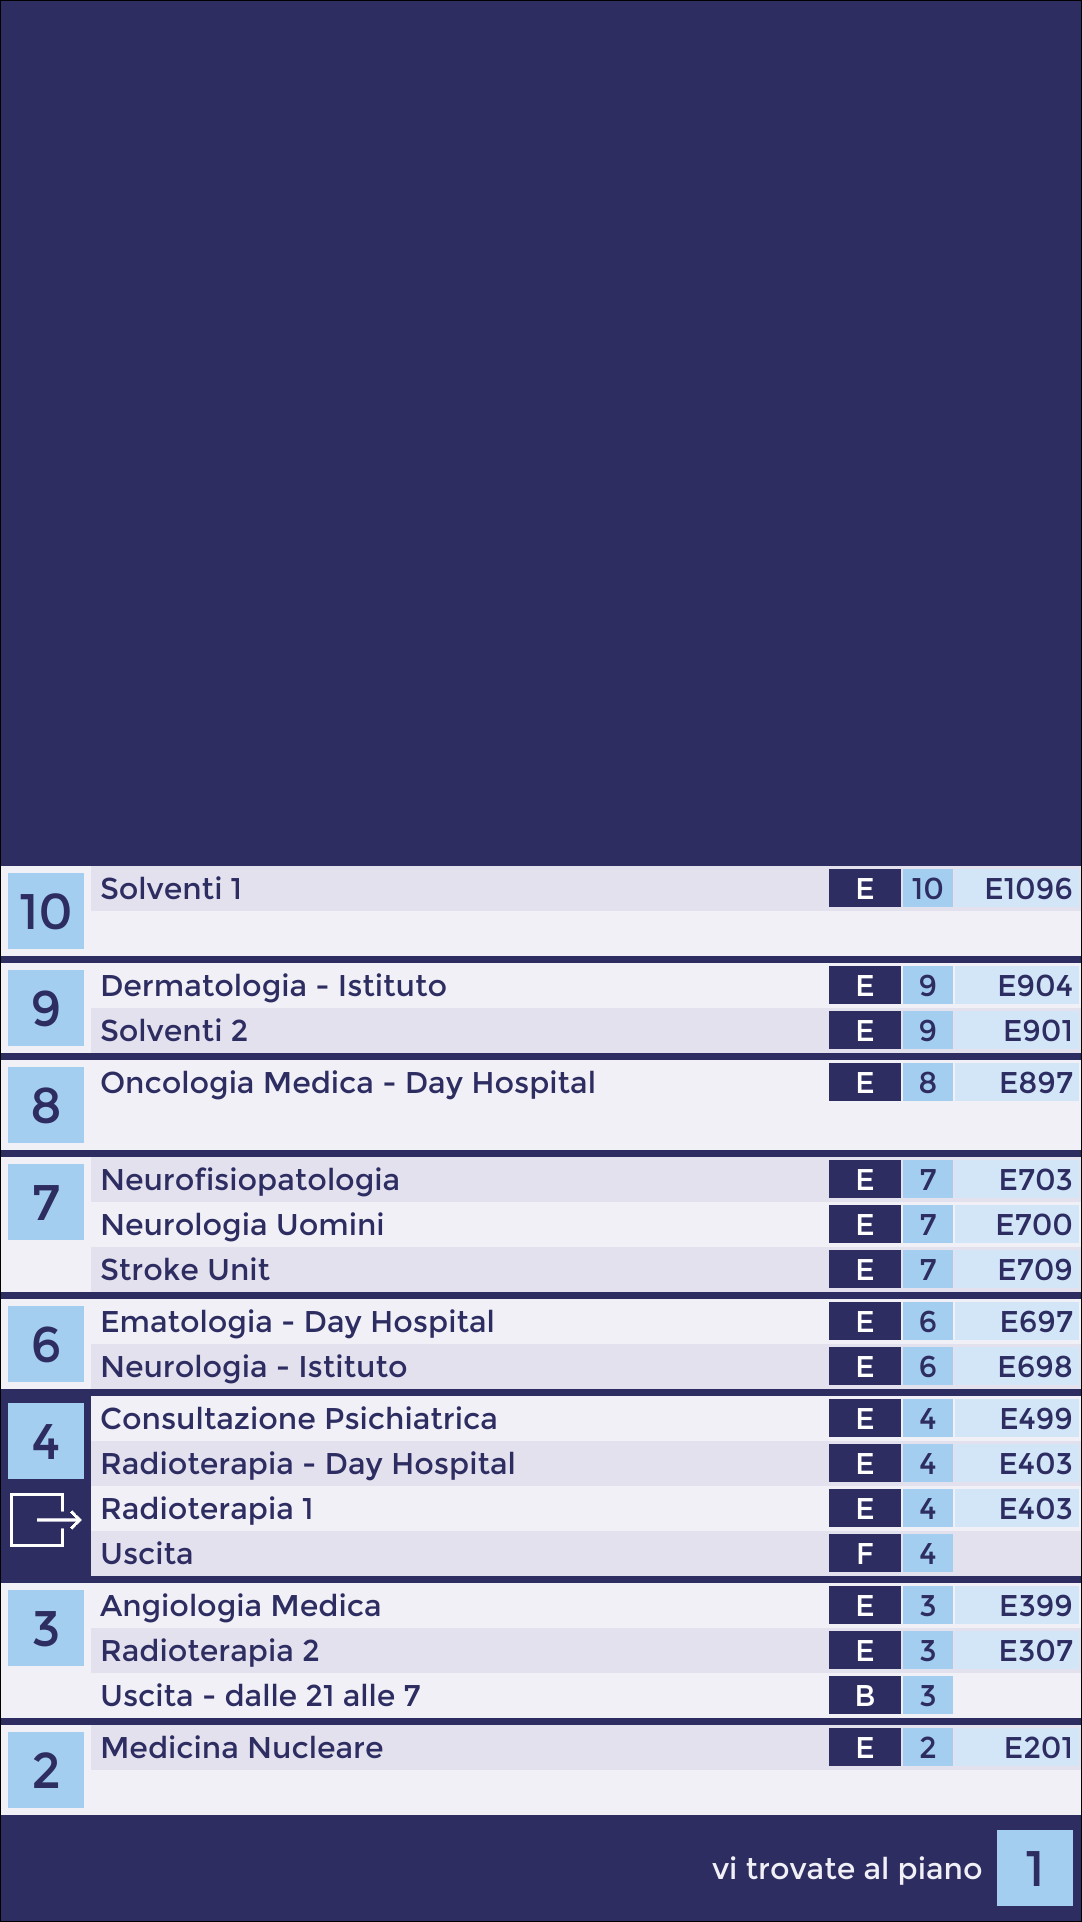 10 Solventi 1 E 10 E1096
9 Dermatologia - Istituto E 9 E904
Solventi 2 E 9 E901
8 Oncologia Medica - Day Hospital E 8 E897
7 Neurofisiopatologia E 7 E703
Neurologia Uomini E 7 E700
Stroke Unit E 7 E709
6 Ematologia - Day Hospital E 6 E697
Neurologia - Istituto E 6 E698
4 Consultazione Psichiatrica E 4 E499
Radioterapia - Day Hospital E 4 E403
Radioterapia 1 E 4 E403
Uscita F 4
3 Angiologia Medica E 3 E399
Radioterapia 2 E 3 E307
Uscita - dalle 21 alle 7 B 3
2 Medicina Nucleare E 2 E201
vi trovate al piano 1